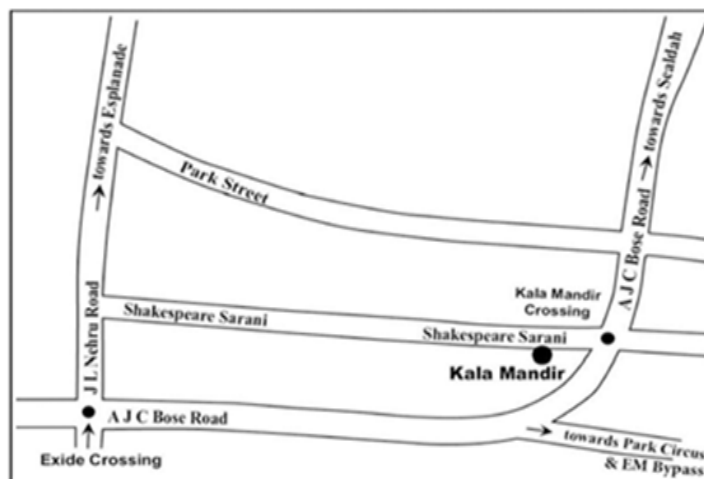 towards Esplanade
towards Sealdah
Park Street
A J C Bose Road
J L Nehru Road
Shakespeare Sarani
Kala Mandir
Crossing
Shakespeare Sarani
Kala Mandir
A J C Bose Road
towards Park Circus
& EM Bypass
Exide Crossing